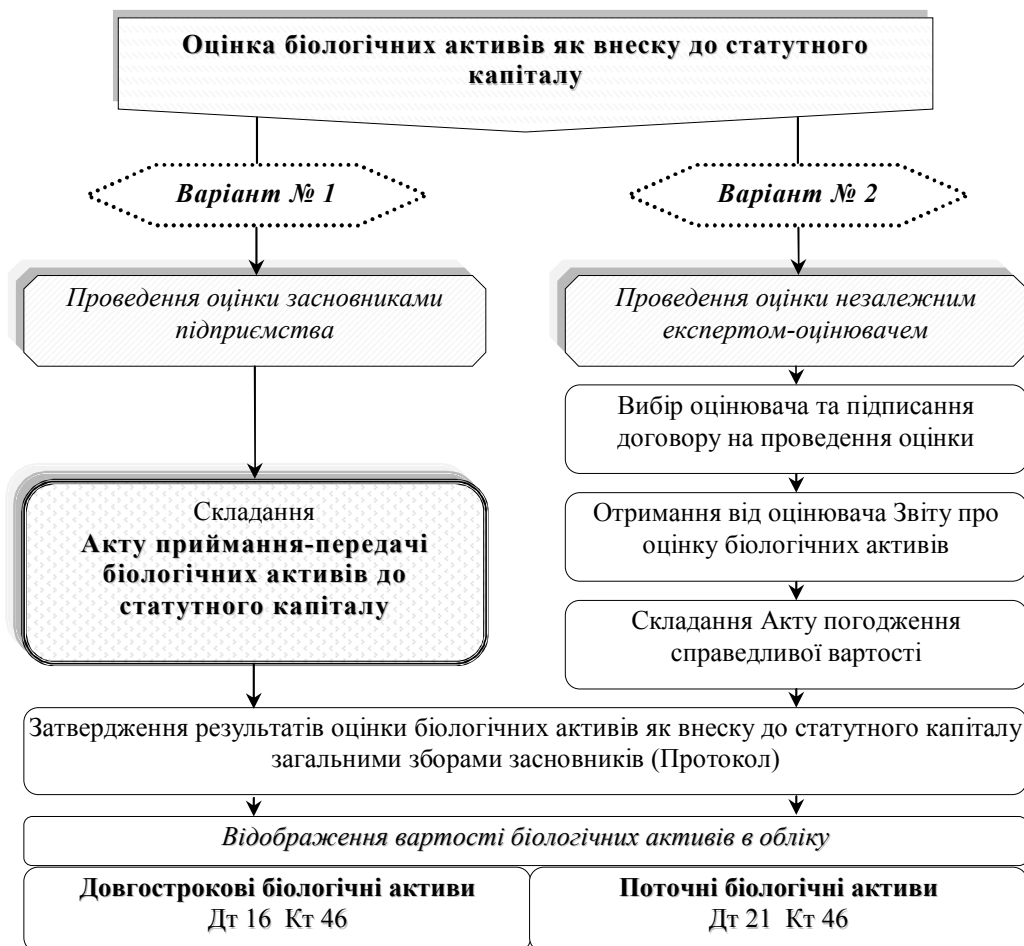 Оцінка біологічних активів як внеску до статутного
капіталу
Варіант № 1
Варіант № 2
Проведення оцінки засновниками
підприємства
Проведення оцінки незалежним
експертом-оцінювачем
Вибір оцінювача та підписання
договору на проведення оцінки
Складання
Акту приймання-передачі
біологічних активів до
статутного капіталу
Отримання від оцінювача Звіту про
оцінку біологічних активів
Складання Акту погодження
справедливої вартості
Затвердження результатів оцінки біологічних активів як внеску до статутного капіталу
загальними зборами засновників (Протокол)
Відображення вартості біологічних активів в обліку
Довгострокові біологічні активи
Дт 16 Кт 46
Поточні біологічні активи
Дт 21 Кт 46